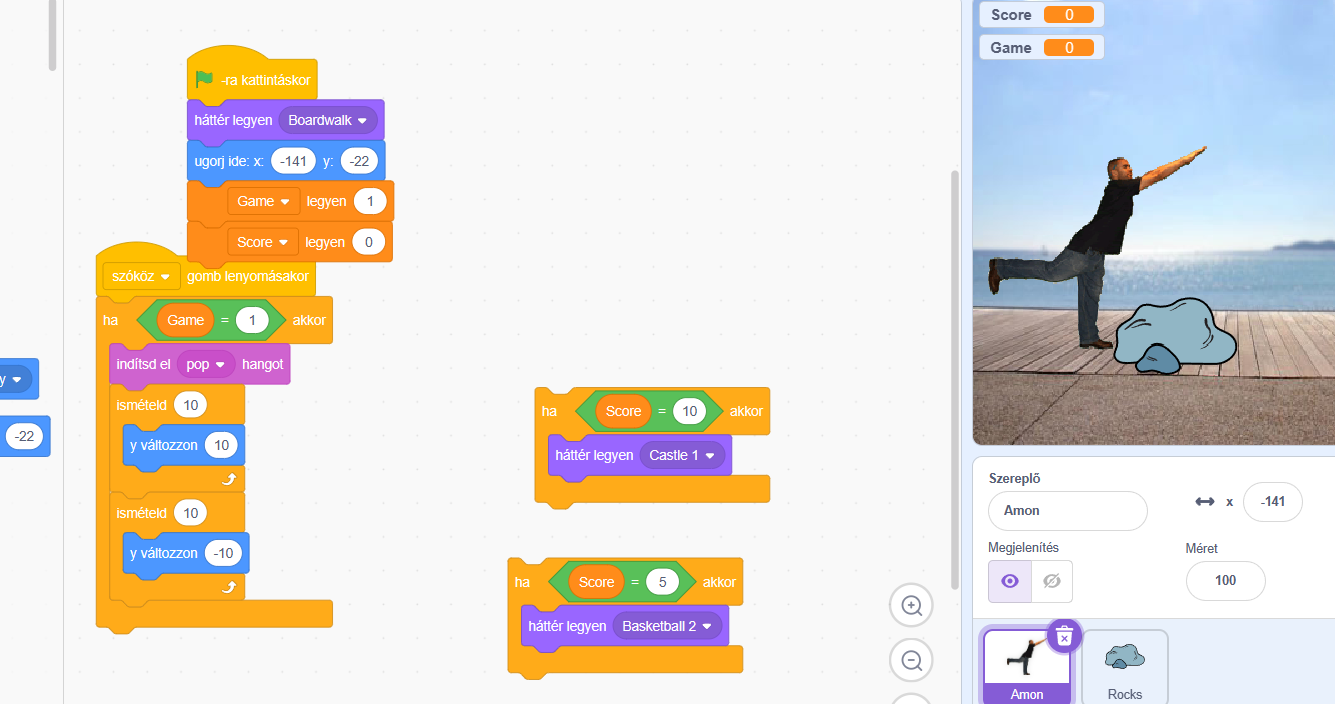 -ra kattintáskor
háttér legyen Boardwalk
ugorj ide: x: -141 y: -22
Game legyen 1
Score legyen 0
szóköz gomb lenyomásakor
ha Game = 1 akkor
indítsd el pop hangot
ismételd 10
y változzon 10
ismételd 10
y változzon -10
y
-22
ha Score = 10 akkor
háttér legyen Castle 1
ha Score = 5 akkor
háttér legyen Basketball 2
Score 0
Game 0
Szereplő
Amon
x -141
Megjelenítés
Méret
100
Amon
Rocks